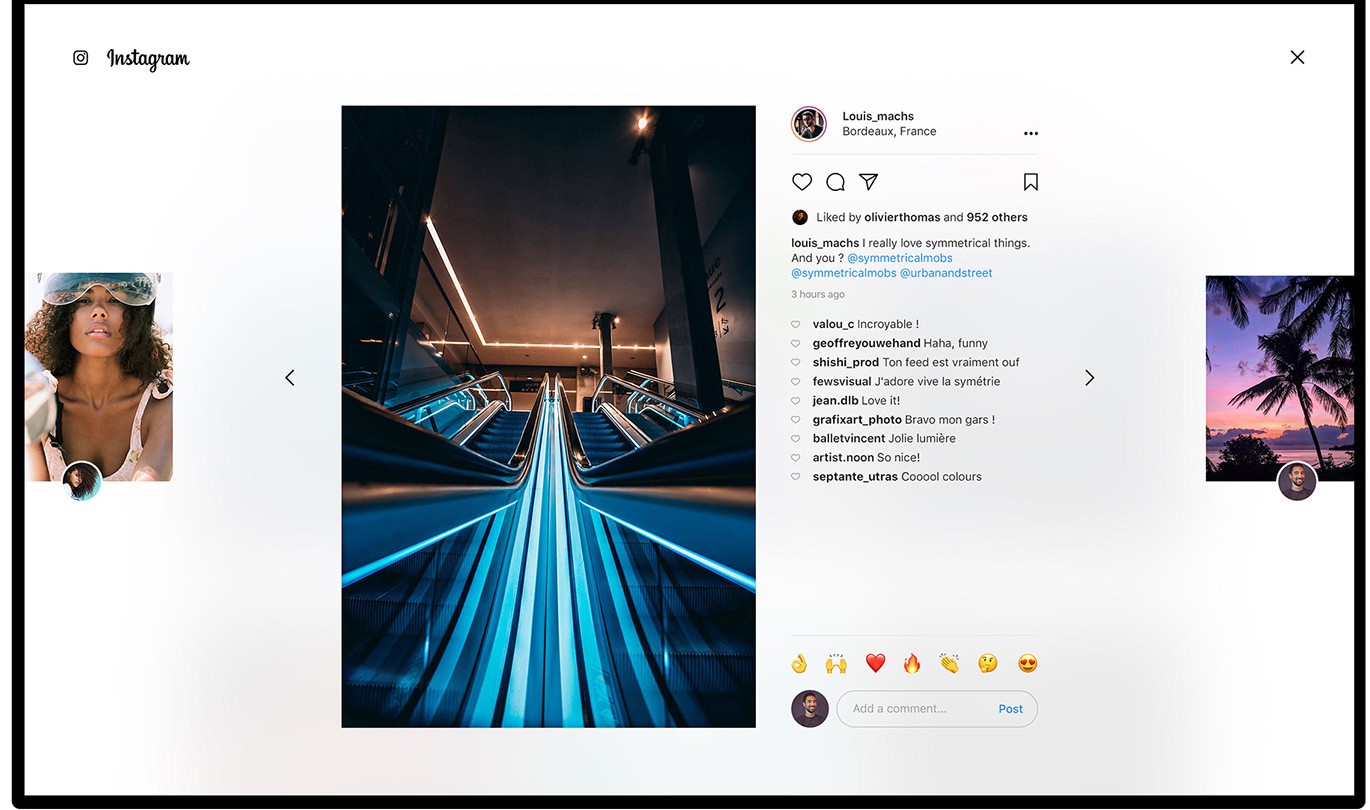 Instagram
Louis_machs
Bordeaux, France
Liked by olivierthomas and 952 others
louis_machs I really love symmetrical things.
And you ? @symmetricalmobs
@symmetricalmobs @urbanandstreet
3 hours ago
valou_c Incroyable !
geoffreyouwehand Haha, funny
shishi_prod Ton feed est vraiment ouf
fewsvisual J'adore vive la symétrie
jean.dlb Love it!
grafixart_photo Bravo mon gars !
balletvincent Jolie lumière
artist.noon So nice!
septante_utras Cooool colours
Add a comment... Post